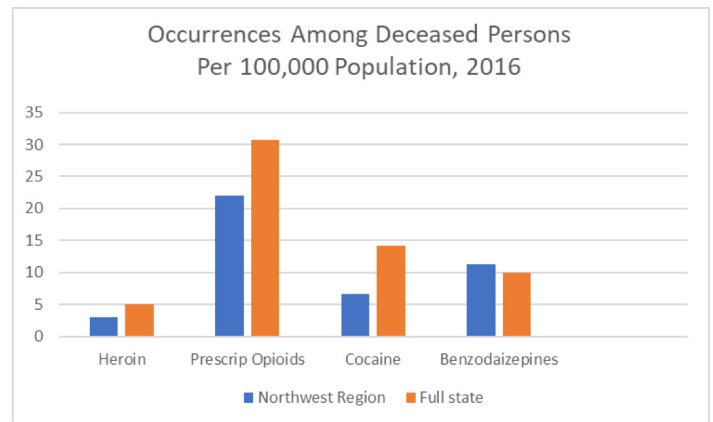 Occurrences Among Deceased Persons
Per 100,000 Population, 2016
35
30
25
20
15
10
5
0
Heroin Prescrip Opioids Cocaine Benzodaizepines
Northwest Region Full state